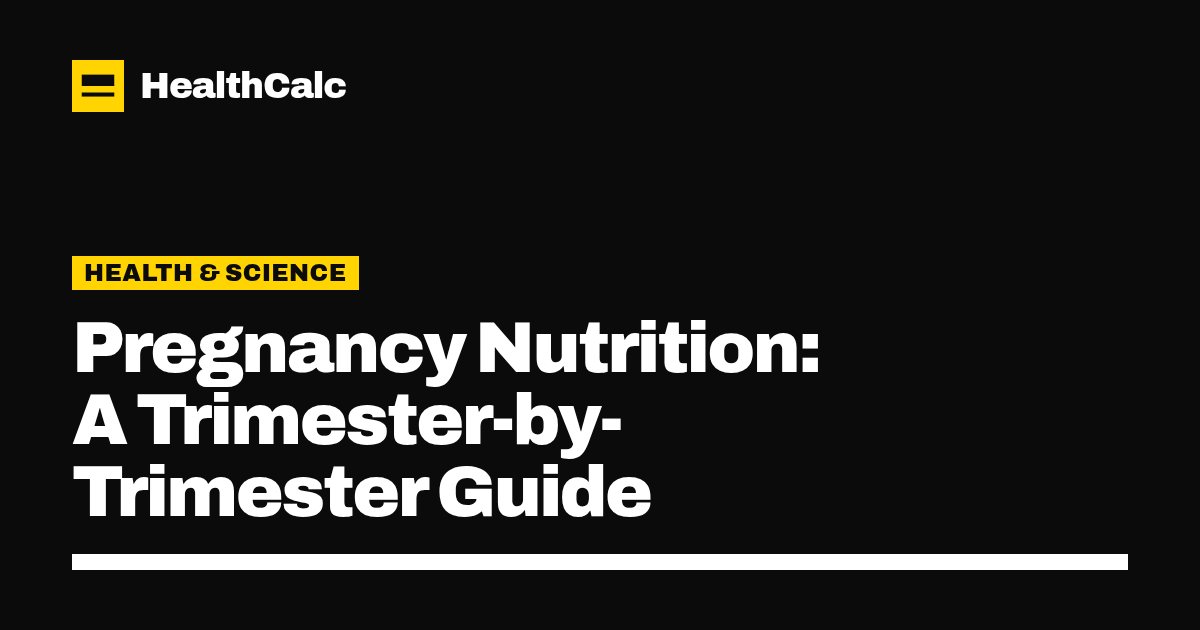 HealthCalc
HEALTH & SCIENCE
Pregnancy Nutrition:
A Trimester-by-
Trimester Guide